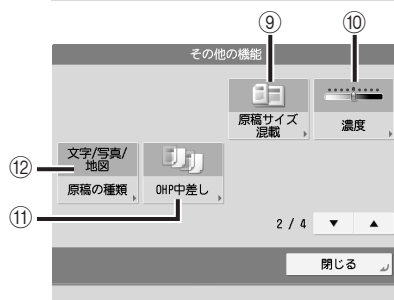 ⑨
⑩
その他の機能
原稿サイズ
混載
濃度
⑫
文字/写真/
地図
原稿の種類
OHP中差し
⑪
2 / 4 ▼ ▲
閉じる